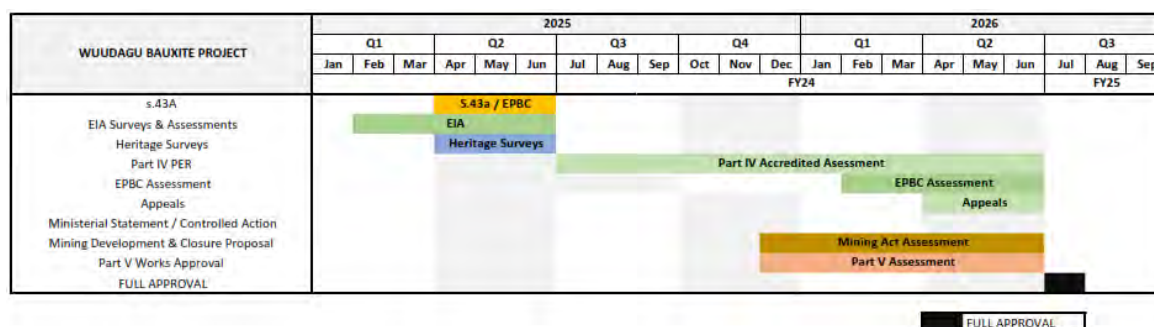 2025 2026
WUUDAGU BAUXITE PROJECT
Q1 Q2 Q3 Q4 Q1 Q2 Q3
Jan Feb Mar Apr May Jun Jul Aug Sep Oct Nov Dec Jan Feb Mar Apr May Jun Jul Aug Sep
FY24 FY25
s.43A S.43a / EPBC
EIA Surveys & Assessments EIA
Heritage Surveys Heritage Surveys
Part IV PER Part IV Accredited Asessment
EPBC Assessment EPBC Assessment
Appeals Appeals
Ministerial Statement / Controlled Action
Mining Development & Closure Proposal Mining Act Assessment
Part V Works Approval Part V Assessment
FULL APPROVAL
FULL APPROVAL